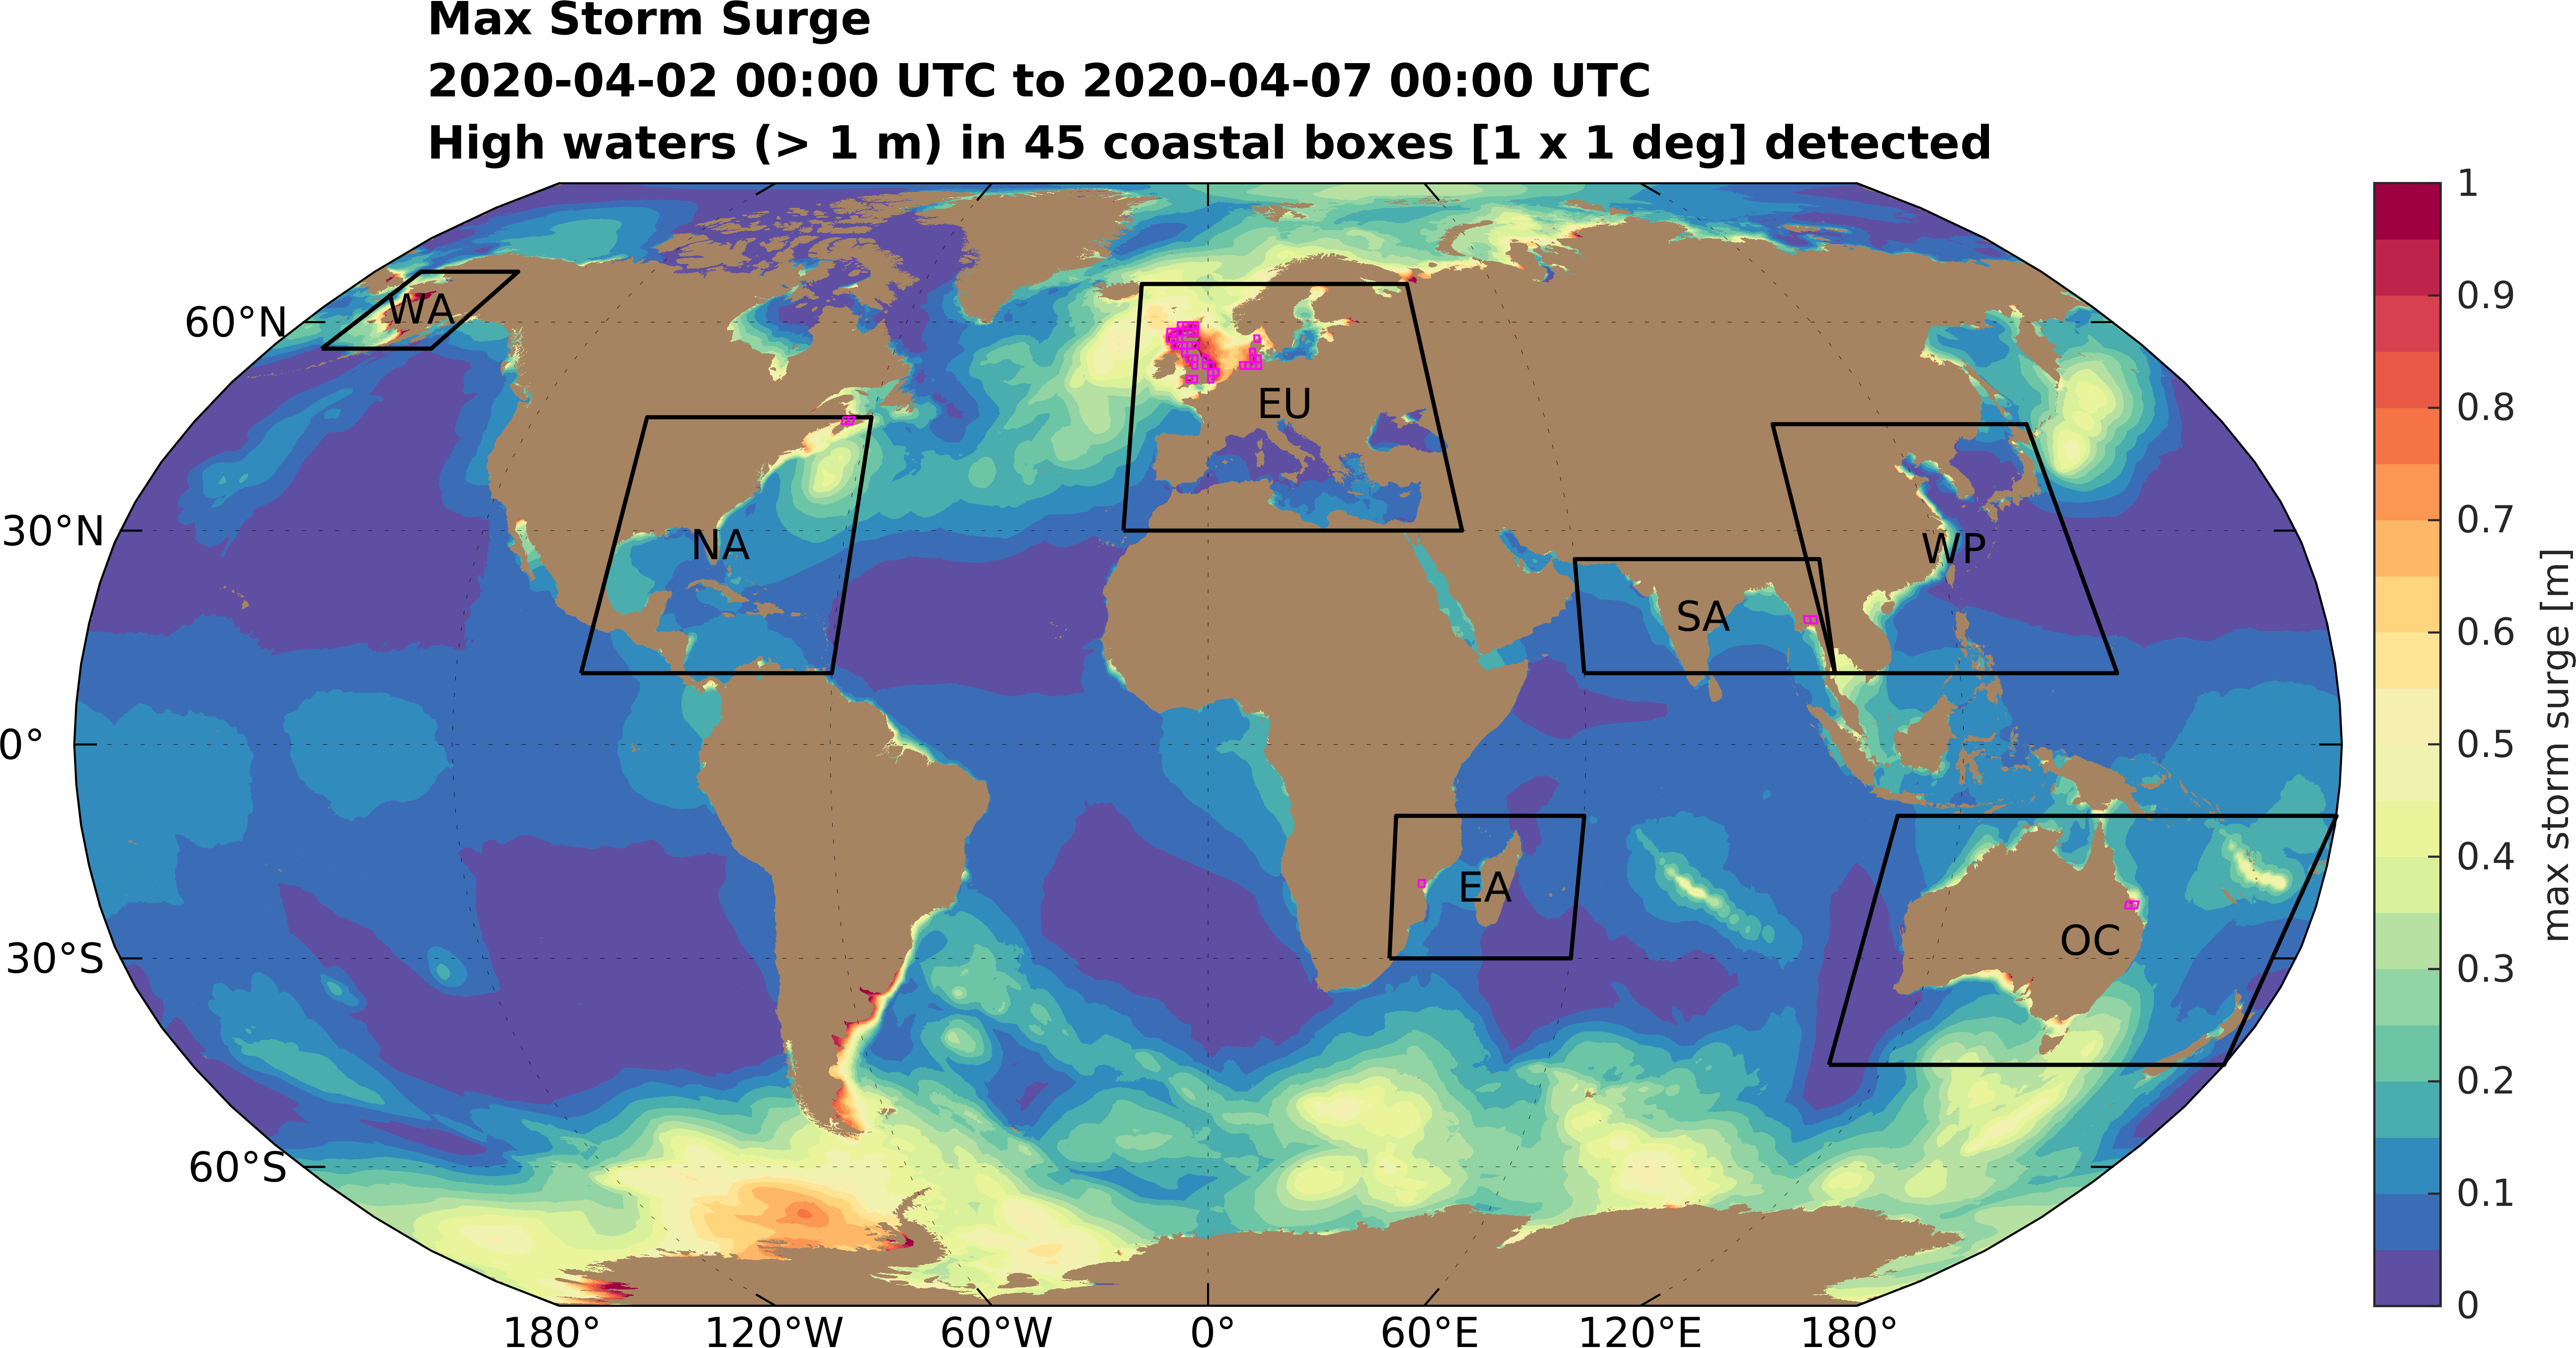 Max Storm Surge
2020-04-02 00:00 UTC to 2020-04-07 00:00 UTC
High waters (> 1 m) in 45 coastal boxes [1 x 1 deg] detected
60°N
30°N
0°
30°S
60°S
WA
NA
EU
SA
WP
EA
OC
180°
120°W
60°W
0°
60°E
120°E
180°
1
0.9
0.8
0.7
0.6
0.5
0.4
0.3
0.2
0.1
0
max storm surge [m]